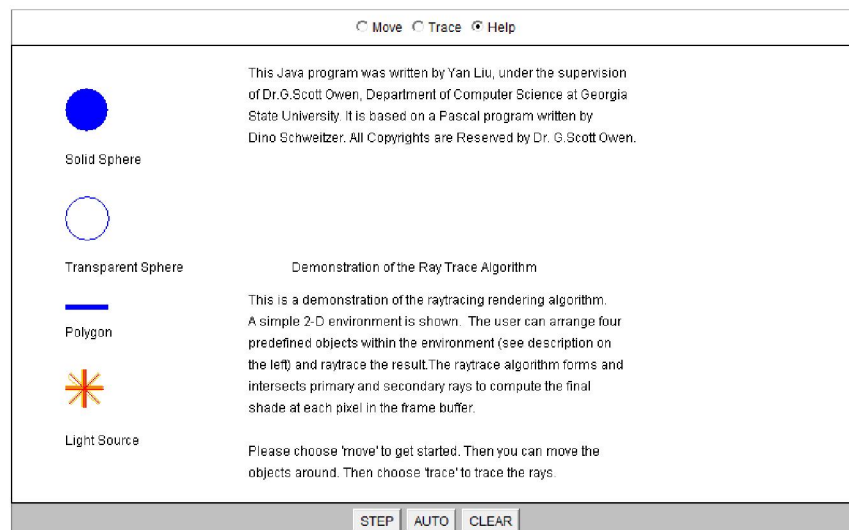 Move Trace Help
This Java program was written by Yan Liu, under the supervision
of Dr.G.Scott Owen, Department of Computer Science at Georgia
State University. It is based on a Pascal program written by
Dino Schweitzer. All Copyrights are Reserved by Dr. G.Scott Owen.
Solid Sphere
Transparent Sphere
Demonstration of the Ray Trace Algorithm
This is a demonstration of the raytracing rendering algorithm.
A simple 2-D environment is shown. The user can arrange four
predefined objects within the environment (see description on
the left) and raytrace the result.The raytrace algorithm forms and
intersects primary and secondary rays to compute the final
shade at each pixel in the frame buffer.
Polygon
Light Source
Please choose 'move' to get started. Then you can move the
objects around. Then choose 'trace' to trace the rays.
STEP AUTO CLEAR